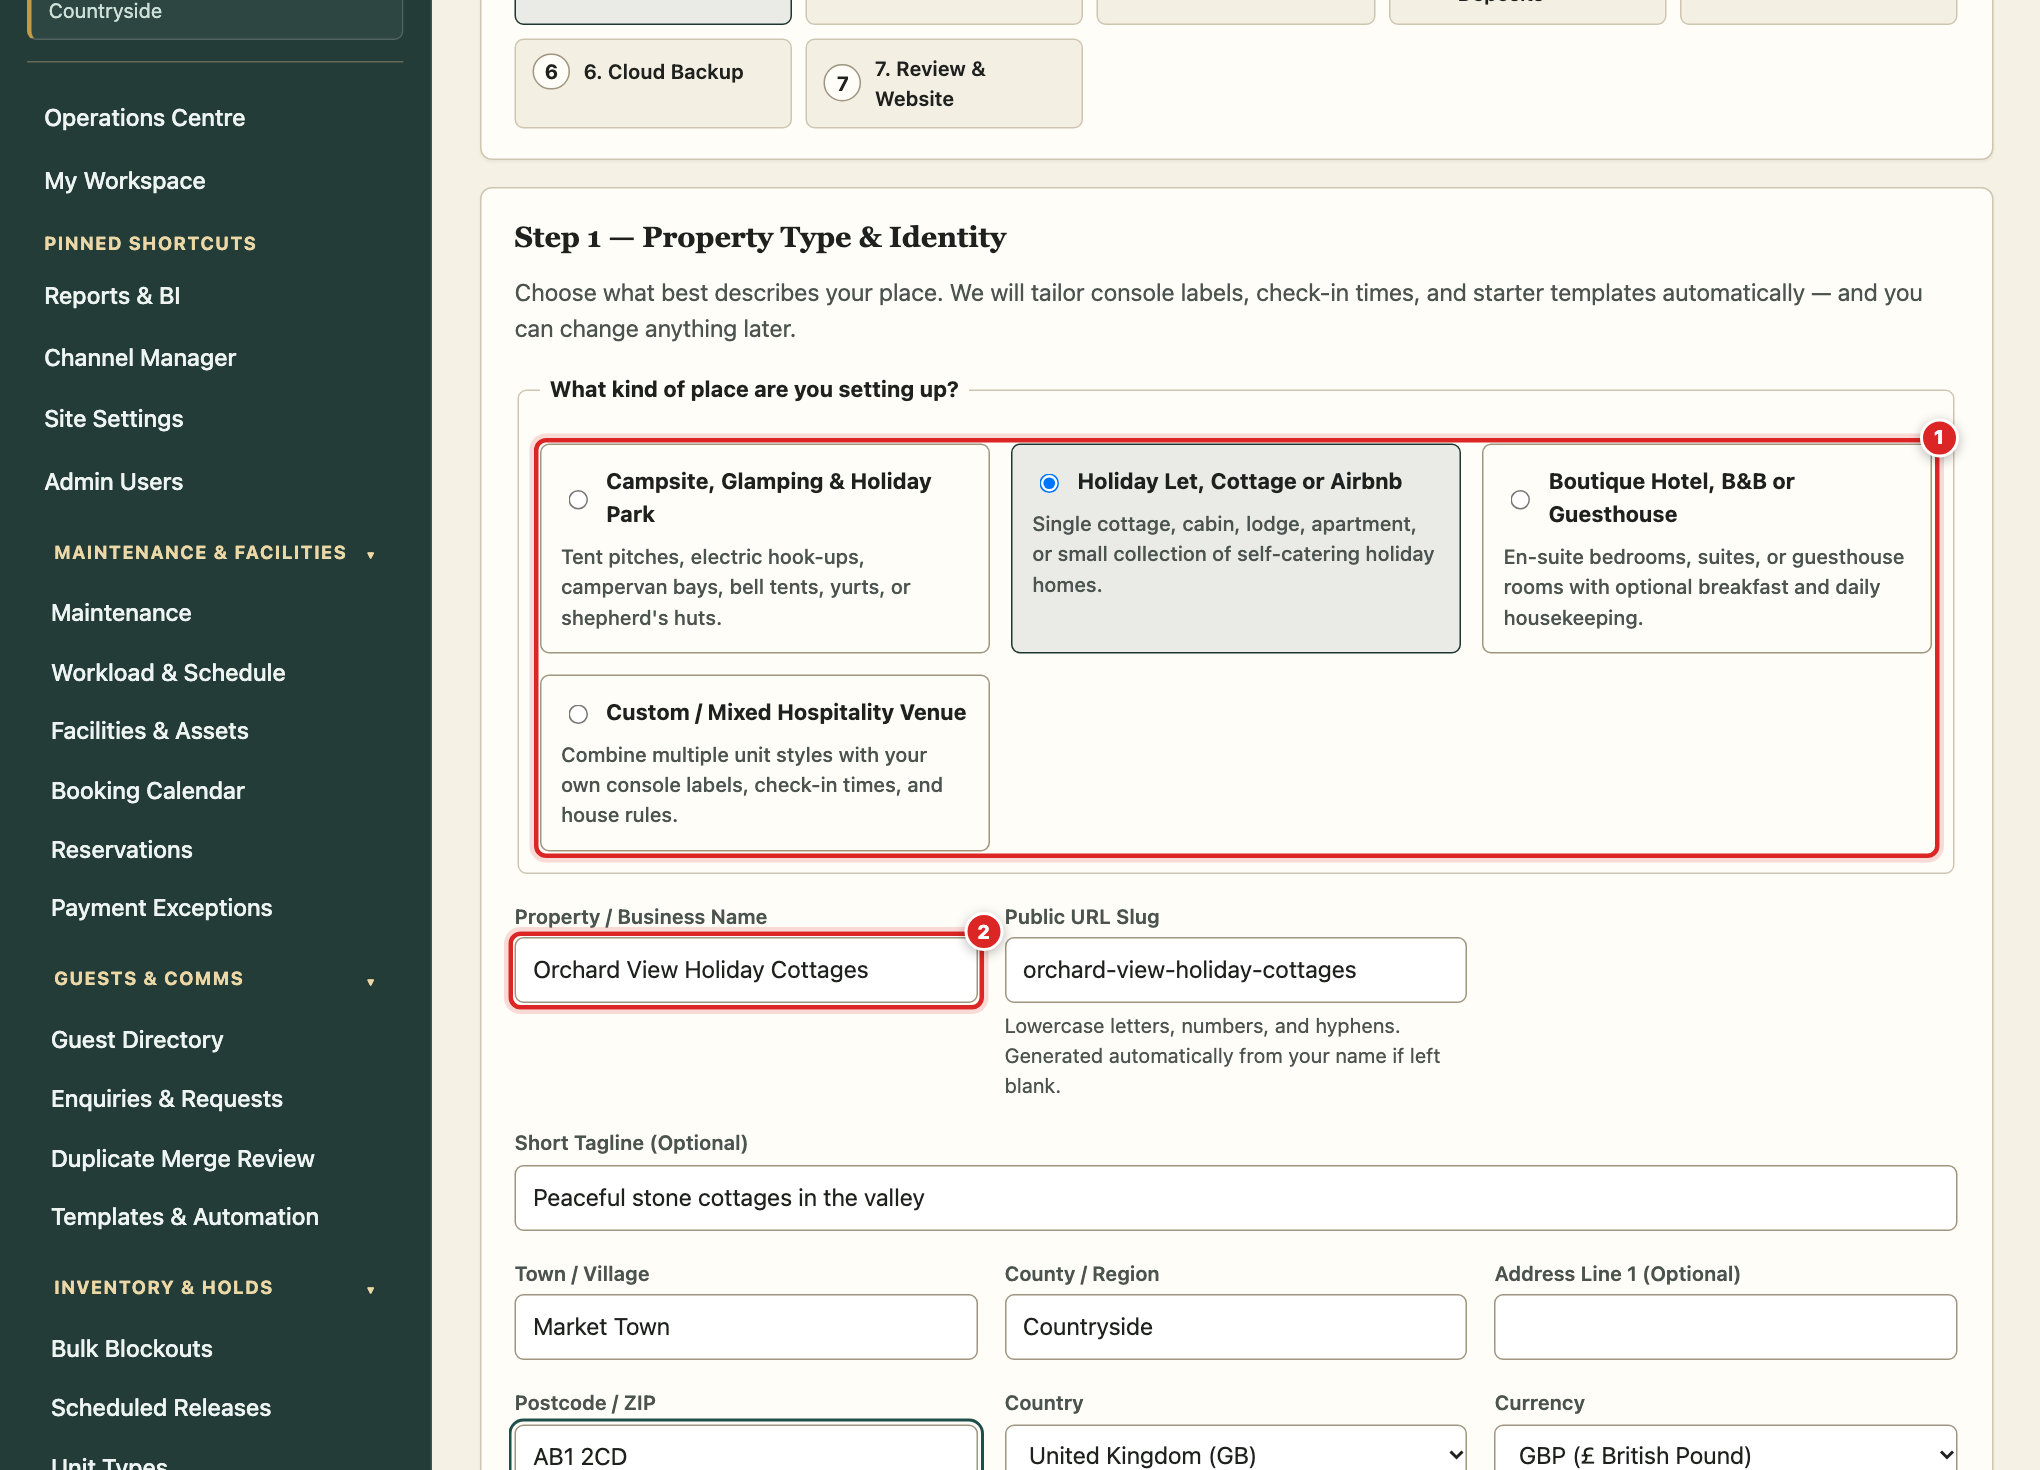 Countryside
Operations Centre
My Workspace
PINNED SHORTCUTS
Reports & BI
Channel Manager
Site Settings
Admin Users
MAINTENANCE & FACILITIES ▾
Maintenance
Workload & Schedule
Facilities & Assets
Booking Calendar
Reservations
Payment Exceptions
GUESTS & COMMS ▾
Guest Directory
Enquiries & Requests
Duplicate Merge Review
Templates & Automation
INVENTORY & HOLDS ▾
Bulk Blockouts
Scheduled Releases
Unit Types
Deposits
6 6. Cloud Backup
7 7. Review &
Website
Step 1 — Property Type & Identity
Choose what best describes your place. We will tailor console labels, check-in times, and starter templates automatically — and you
can change anything later.
What kind of place are you setting up?
1
Campsite, Glamping & Holiday
Park
Tent pitches, electric hook-ups,
campervan bays, bell tents, yurts, or
shepherd's huts.
Holiday Let, Cottage or Airbnb
Single cottage, cabin, lodge, apartment,
or small collection of self-catering holiday
homes.
Boutique Hotel, B&B or
Guesthouse
En-suite bedrooms, suites, or guesthouse
rooms with optional breakfast and daily
housekeeping.
Custom / Mixed Hospitality Venue
Combine multiple unit styles with your
own console labels, check-in times, and
house rules.
Property / Business Name
2
Orchard View Holiday Cottages
Public URL Slug
orchard-view-holiday-cottages
Lowercase letters, numbers, and hyphens.
Generated automatically from your name if left
blank.
Short Tagline (Optional)
Peaceful stone cottages in the valley
Town / Village
Market Town
County / Region
Countryside
Address Line 1 (Optional)
Postcode / ZIP
AB1 2CD
Country
United Kingdom (GB)
Currency
GBP (£ British Pound)